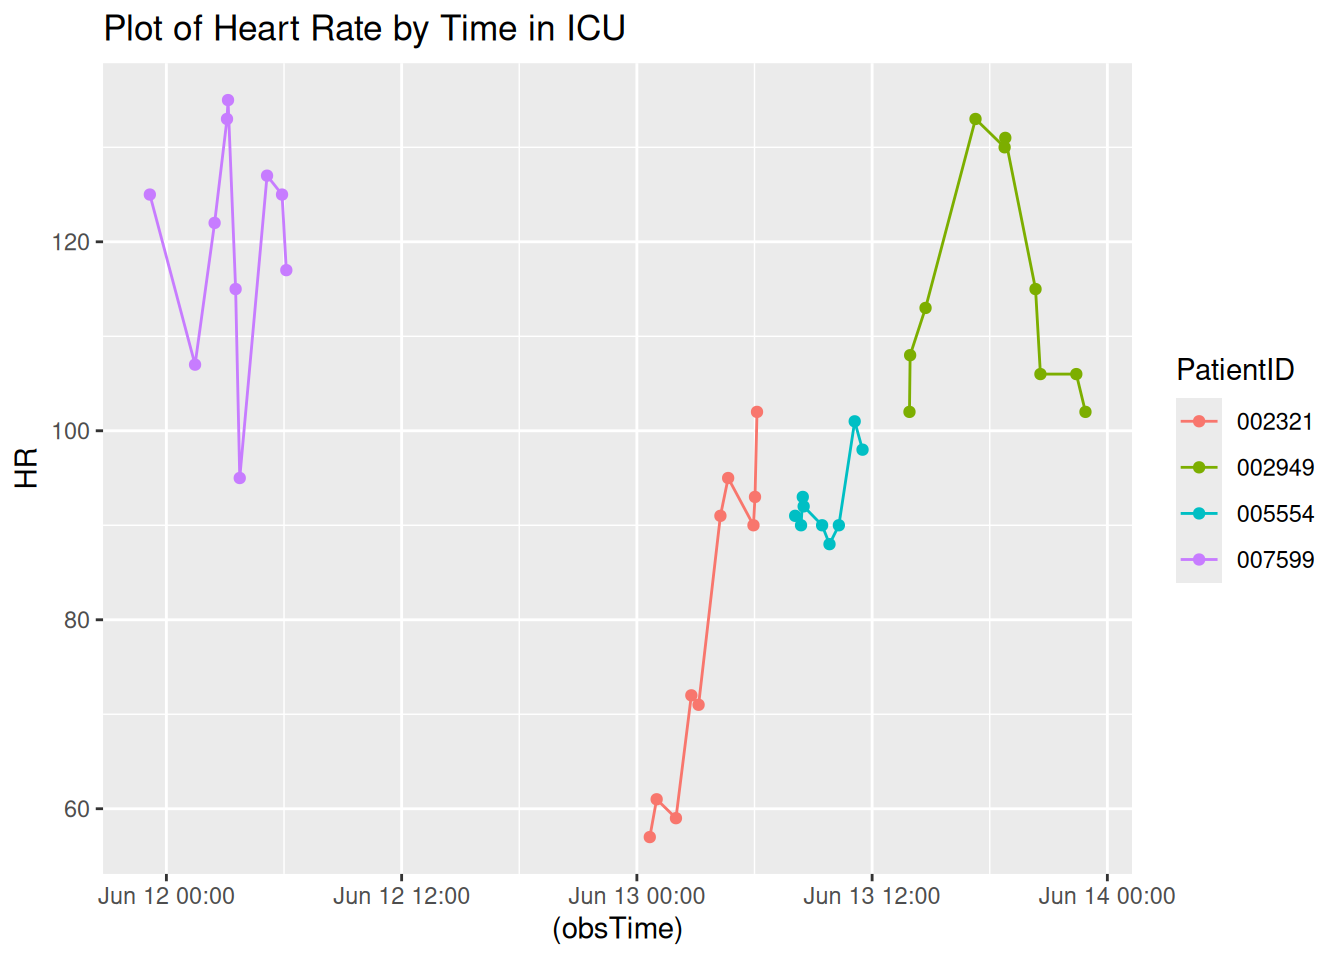 Plot of Heart Rate by Time in ICU
HR
120
100
80
60
Jun 12 00:00
Jun 12 12:00
Jun 13 00:00
Jun 13 12:00
Jun 14 00:00
(obsTime)
PatientID
002321
002949
005554
007599